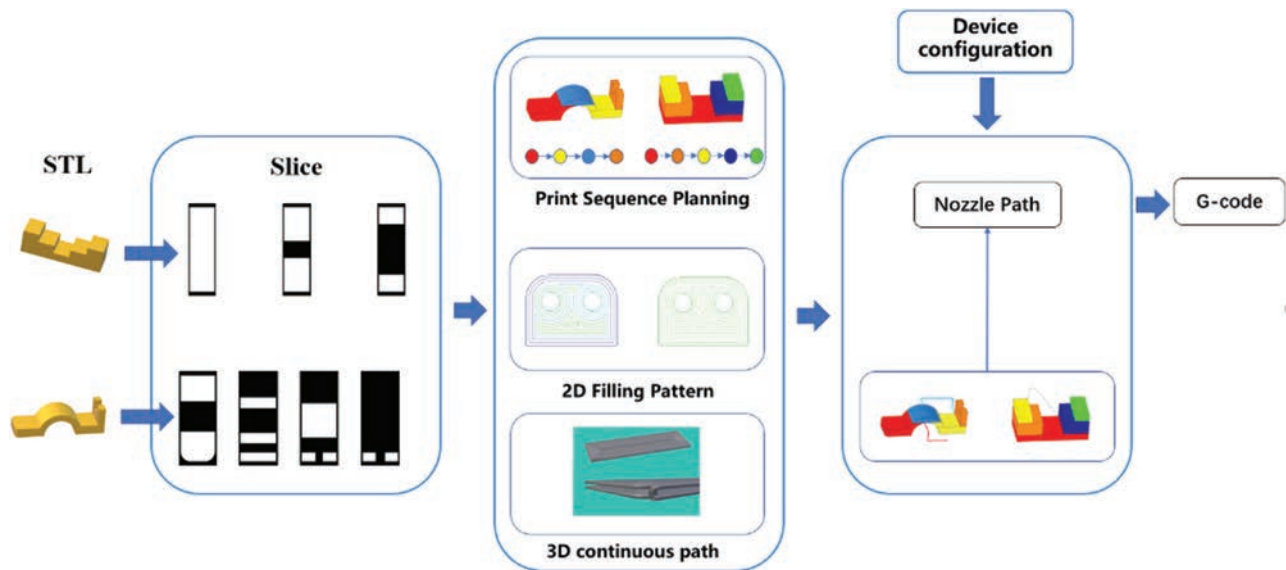 STL
Slice
Print Sequence Planning
2D Filling Pattern
3D continuous path
Device
configuration
Nozzle Path
G-code